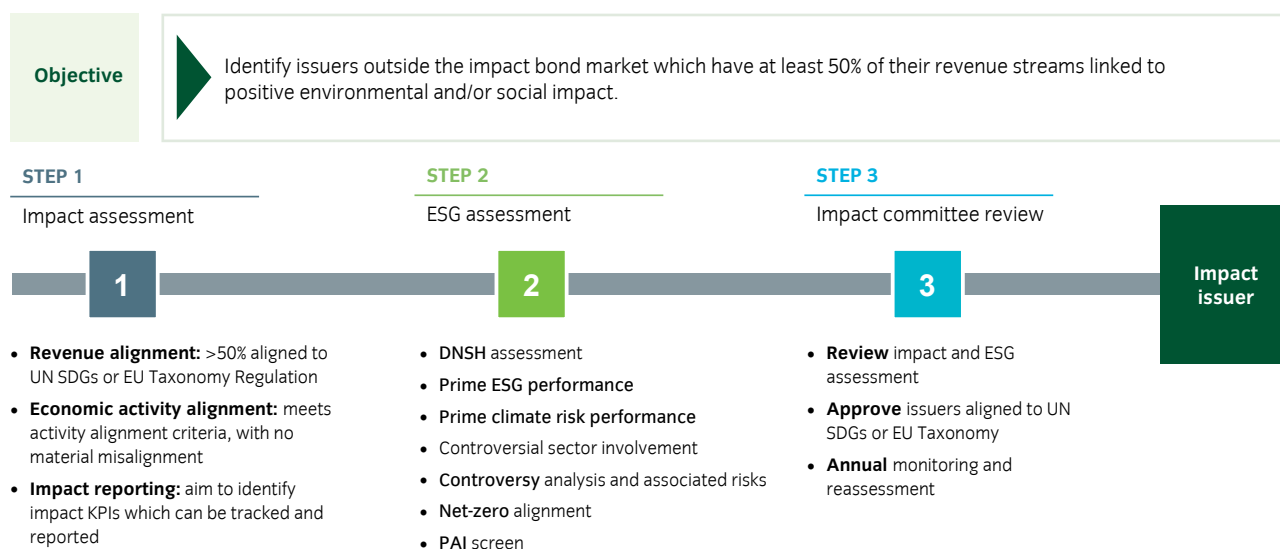 Objective
Identify issuers outside the impact bond market which have at least 50% of their revenue streams linked to
positive environmental and/or social impact.
STEP 1
Impact assessment
1
• Revenue alignment: >50% aligned to
UN SDGs or EU Taxonomy Regulation
• Economic activity alignment: meets
activity alignment criteria, with no
material misalignment
• Impact reporting: aim to identify
impact KPIs which can be tracked and
reported
STEP 2
ESG assessment
2
• DNSH assessment
• Prime ESG performance
• Prime climate risk performance
• Controversial sector involvement
• Controversy analysis and associated risks
• Net-zero alignment
• PAI screen
STEP 3
Impact committee review
3
• Review impact and ESG
assessment
• Approve issuers aligned to UN
SDGs or EU Taxonomy
• Annual monitoring and
reassessment
Impact
issuer